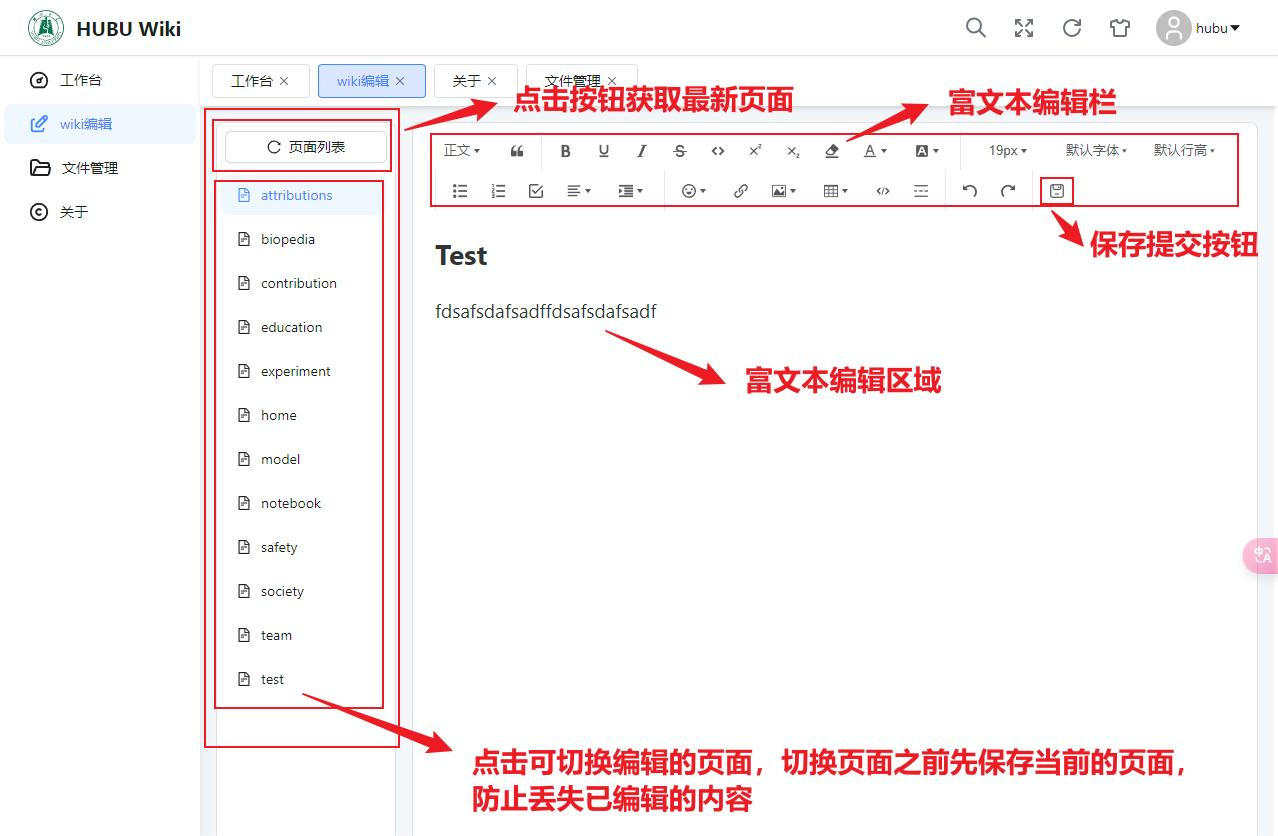 HUBU Wiki
hubu
工作台
wiki编辑
文件管理
关于
工作台 ×
wiki编辑 ×
关于 ×
文件管理 ×
点击按钮获取最新页面
富文本编辑栏
页面列表
attributions
biopedia
contribution
education
experiment
home
model
notebook
safety
society
team
test
正文
B U I S
19px
默认字体
默认行高
保存提交按钮
Test
fdsafsdafsadffdsafsdafsadf
富文本编辑区域
中A
点击可切换编辑的页面，切换页面之前先保存当前的页面，
防止丢失已编辑的内容